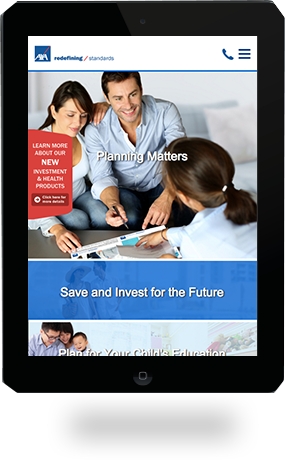 AXA
redefining / standards
LEARN MORE
ABOUT OUR
NEW
INVESTMENT
& HEALTH
PRODUCTS
Click here for
more details
Planning Matters
Save and Invest for the Future
Plan for Your Child's Education